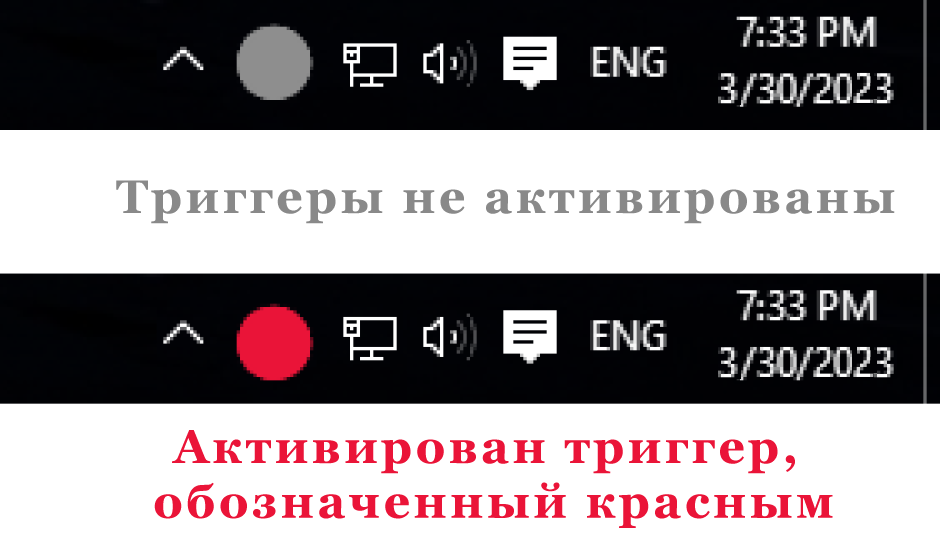 7:33 PM
ENG
3/30/2023
Триггеры не активированы
7:33 PM
ENG
3/30/2023
Активирован триггер,
обозначенный красным